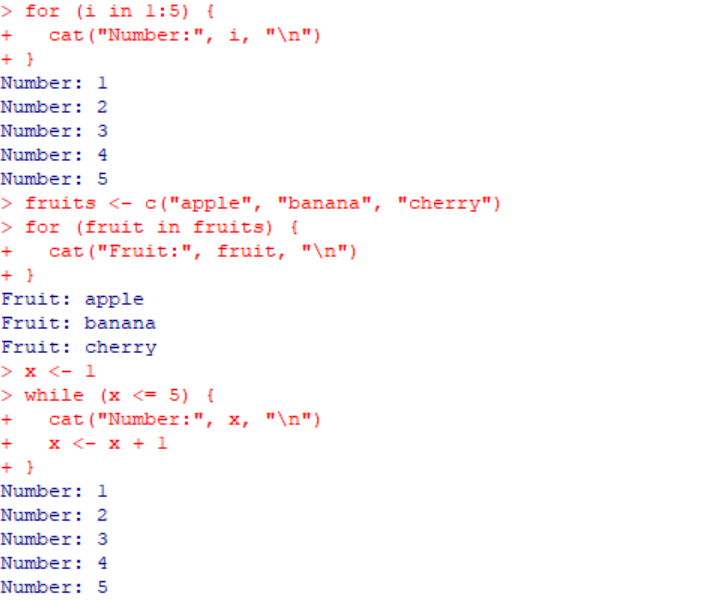 > for (i in 1:5) {
+   cat("Number:", i, "\n")
+ }
Number: 1
Number: 2
Number: 3
Number: 4
Number: 5
> fruits <- c("apple", "banana", "cherry")
> for (fruit in fruits) {
+   cat("Fruit:", fruit, "\n")
+ }
Fruit: apple
Fruit: banana
Fruit: cherry
> x <- 1
> while (x <= 5) {
+   cat("Number:", x, "\n")
+   x <- x + 1
+ }
Number: 1
Number: 2
Number: 3
Number: 4
Number: 5